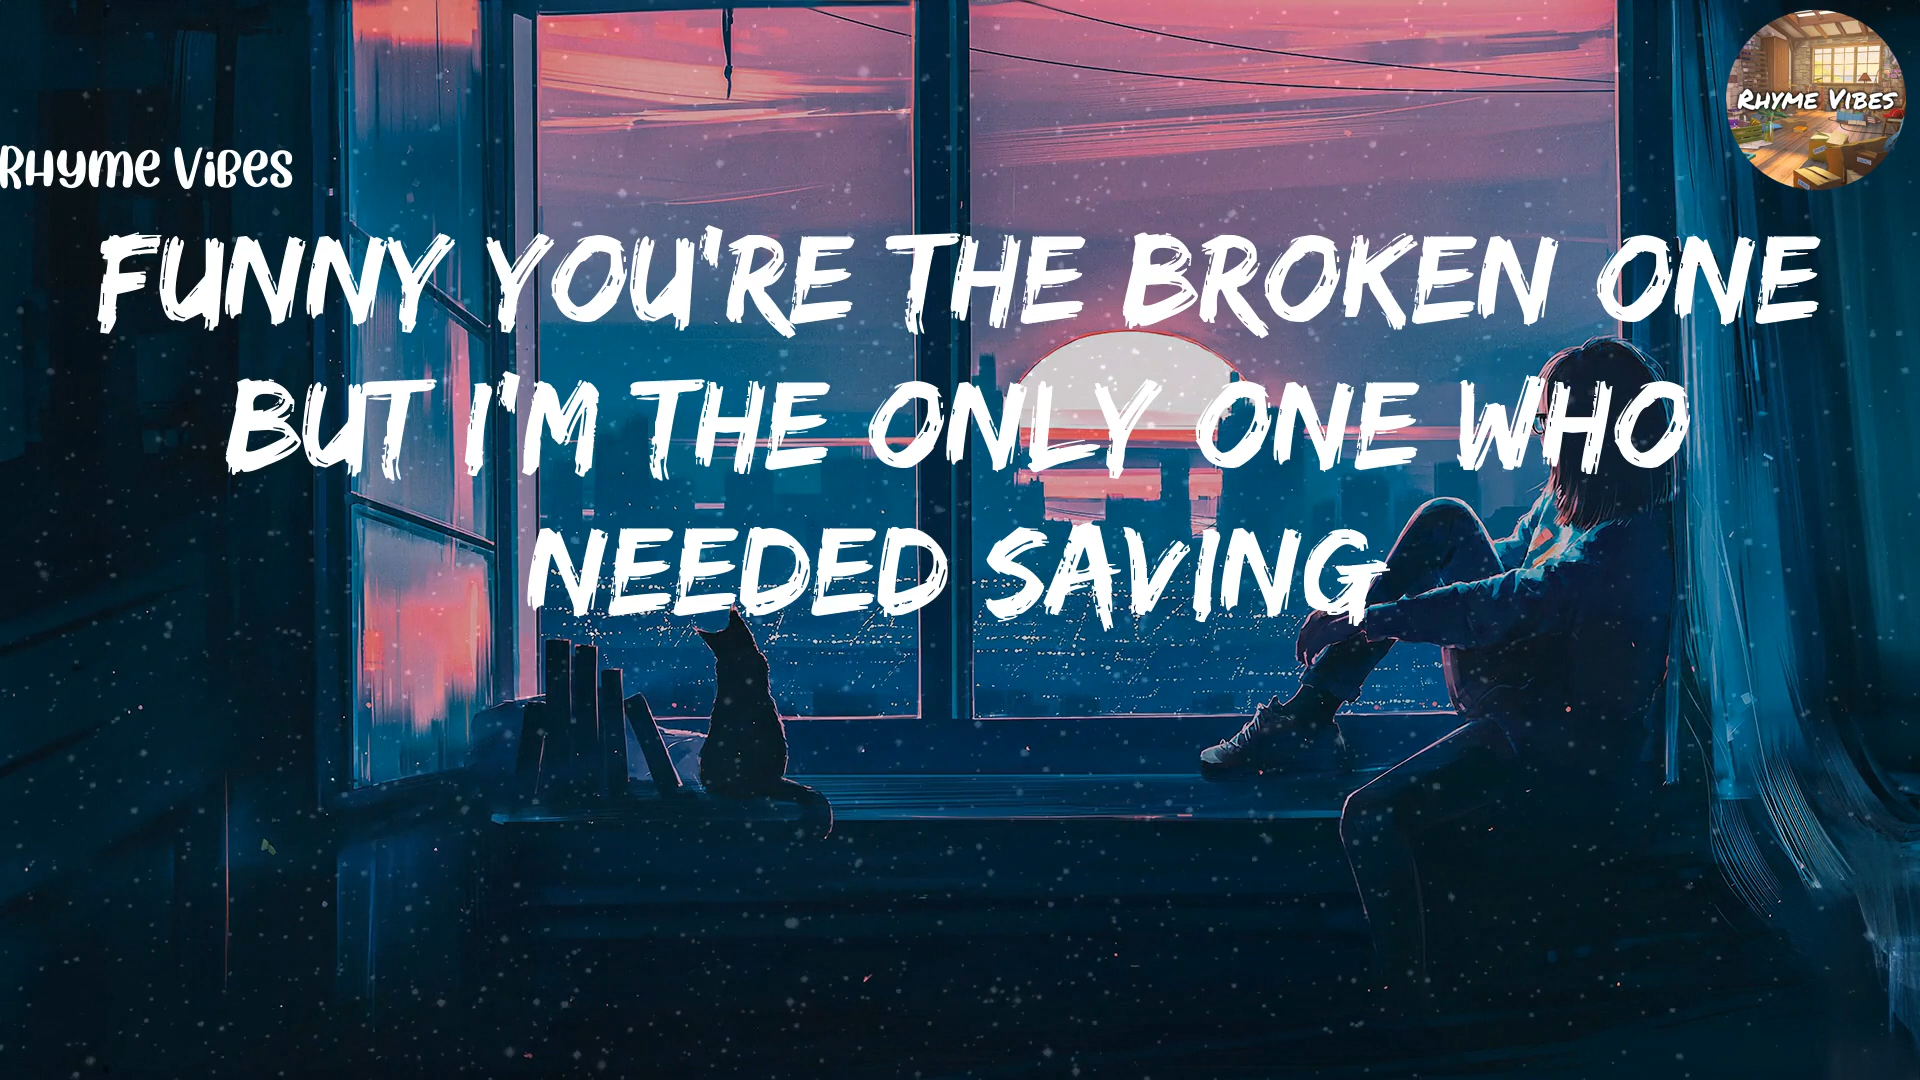 Rhyme Vibes
Rhyme Vibes
FUNNY YOU'RE THE BROKEN ONE
BUT I'M THE ONLY ONE WHO
NEEDED SAVING